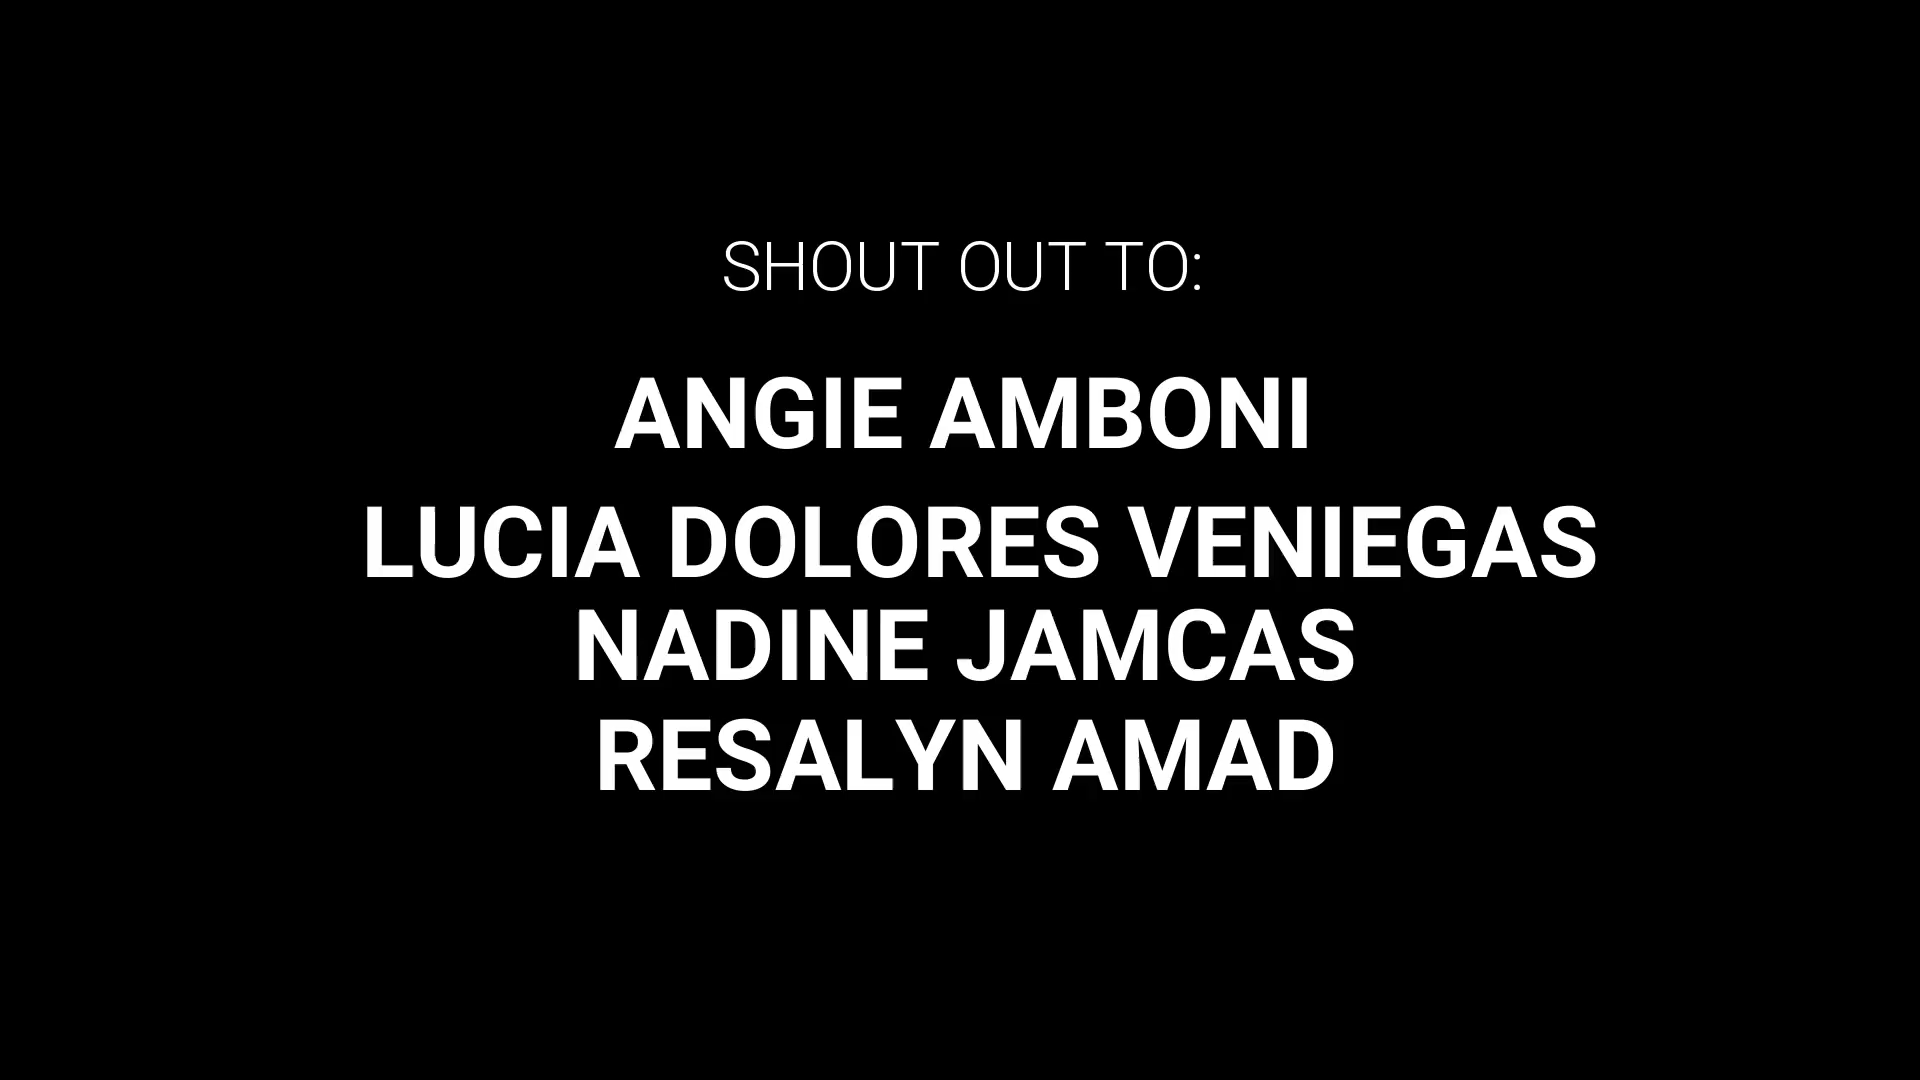 SHOUT OUT TO:
ANGIE AMBONI
LUCIA DOLORES VENIEGAS
NADINE JAMCAS
RESALYN AMAD